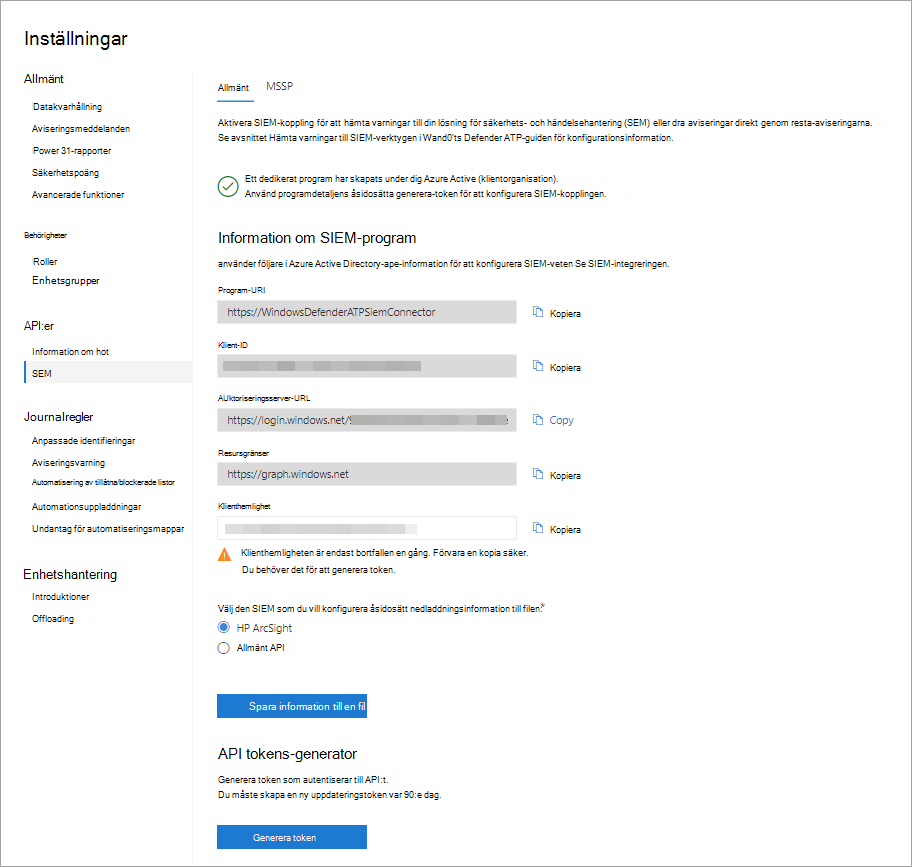 Inställningar
Allmänt
Datakvarhållning
Aviseringsmeddelanden
Power 31-rapporter
Säkerhetspoäng
Avancerade funktioner
Behörigheter
Roller
Enhetsgrupper
API:er
Information om hot
SEM
Journalregler
Anpassade identifieringar
Aviseringsvarning
Automatisering av tillåtna/blockerade listor
Automationsuppladdningar
Undantag för automatiseringsmappar
Enhetshantering
Introduktioner
Offloading
Allmänt
MSSP
Aktivera SIEM-koppling för att hämta varningar till din lösning för säkerhets- och händelsehantering (SEM) eller dra aviseringar direkt genom resta-aviseringarna.
Se avsnittet Hämta varningar till SIEM-verktygen i Wand0'ts Defender ATP-guiden för konfigurationsinformation.
Ett dedikerat program har skapats under dig Azure Active (klientorganisation).
Använd programdetaljens åsidosätta generera-token för att konfigurera SIEM-kopplingen.
Information om SIEM-program
använder följare i Azure Active Directory-ape-information för att konfigurera SIEM-veten Se SIEM-integreringen.
Program-URI
https://WindowsDefenderATPSiemConnector
Kopiera
Klient-ID
Kopiera
AUktoriseringsserver-URL
https://login.windows.net/
Copy
Resursgränser
https://graph.windows.net
Kopiera
Klienthemlighet
Kopiera
Klienthemligheten är endast bortfallen en gång. Förvara en kopia säker.
Du behöver det för att generera token.
Välj den SIEM som du vill konfigurera åsidosätt nedladdningsinformation till filen:*
HP ArcSight
Allmänt API
Spara information till en fil
API tokens-generator
Generera token som autentiserar till API:t.
Du måste skapa en ny uppdateringstoken var 90:e dag.
Generera token